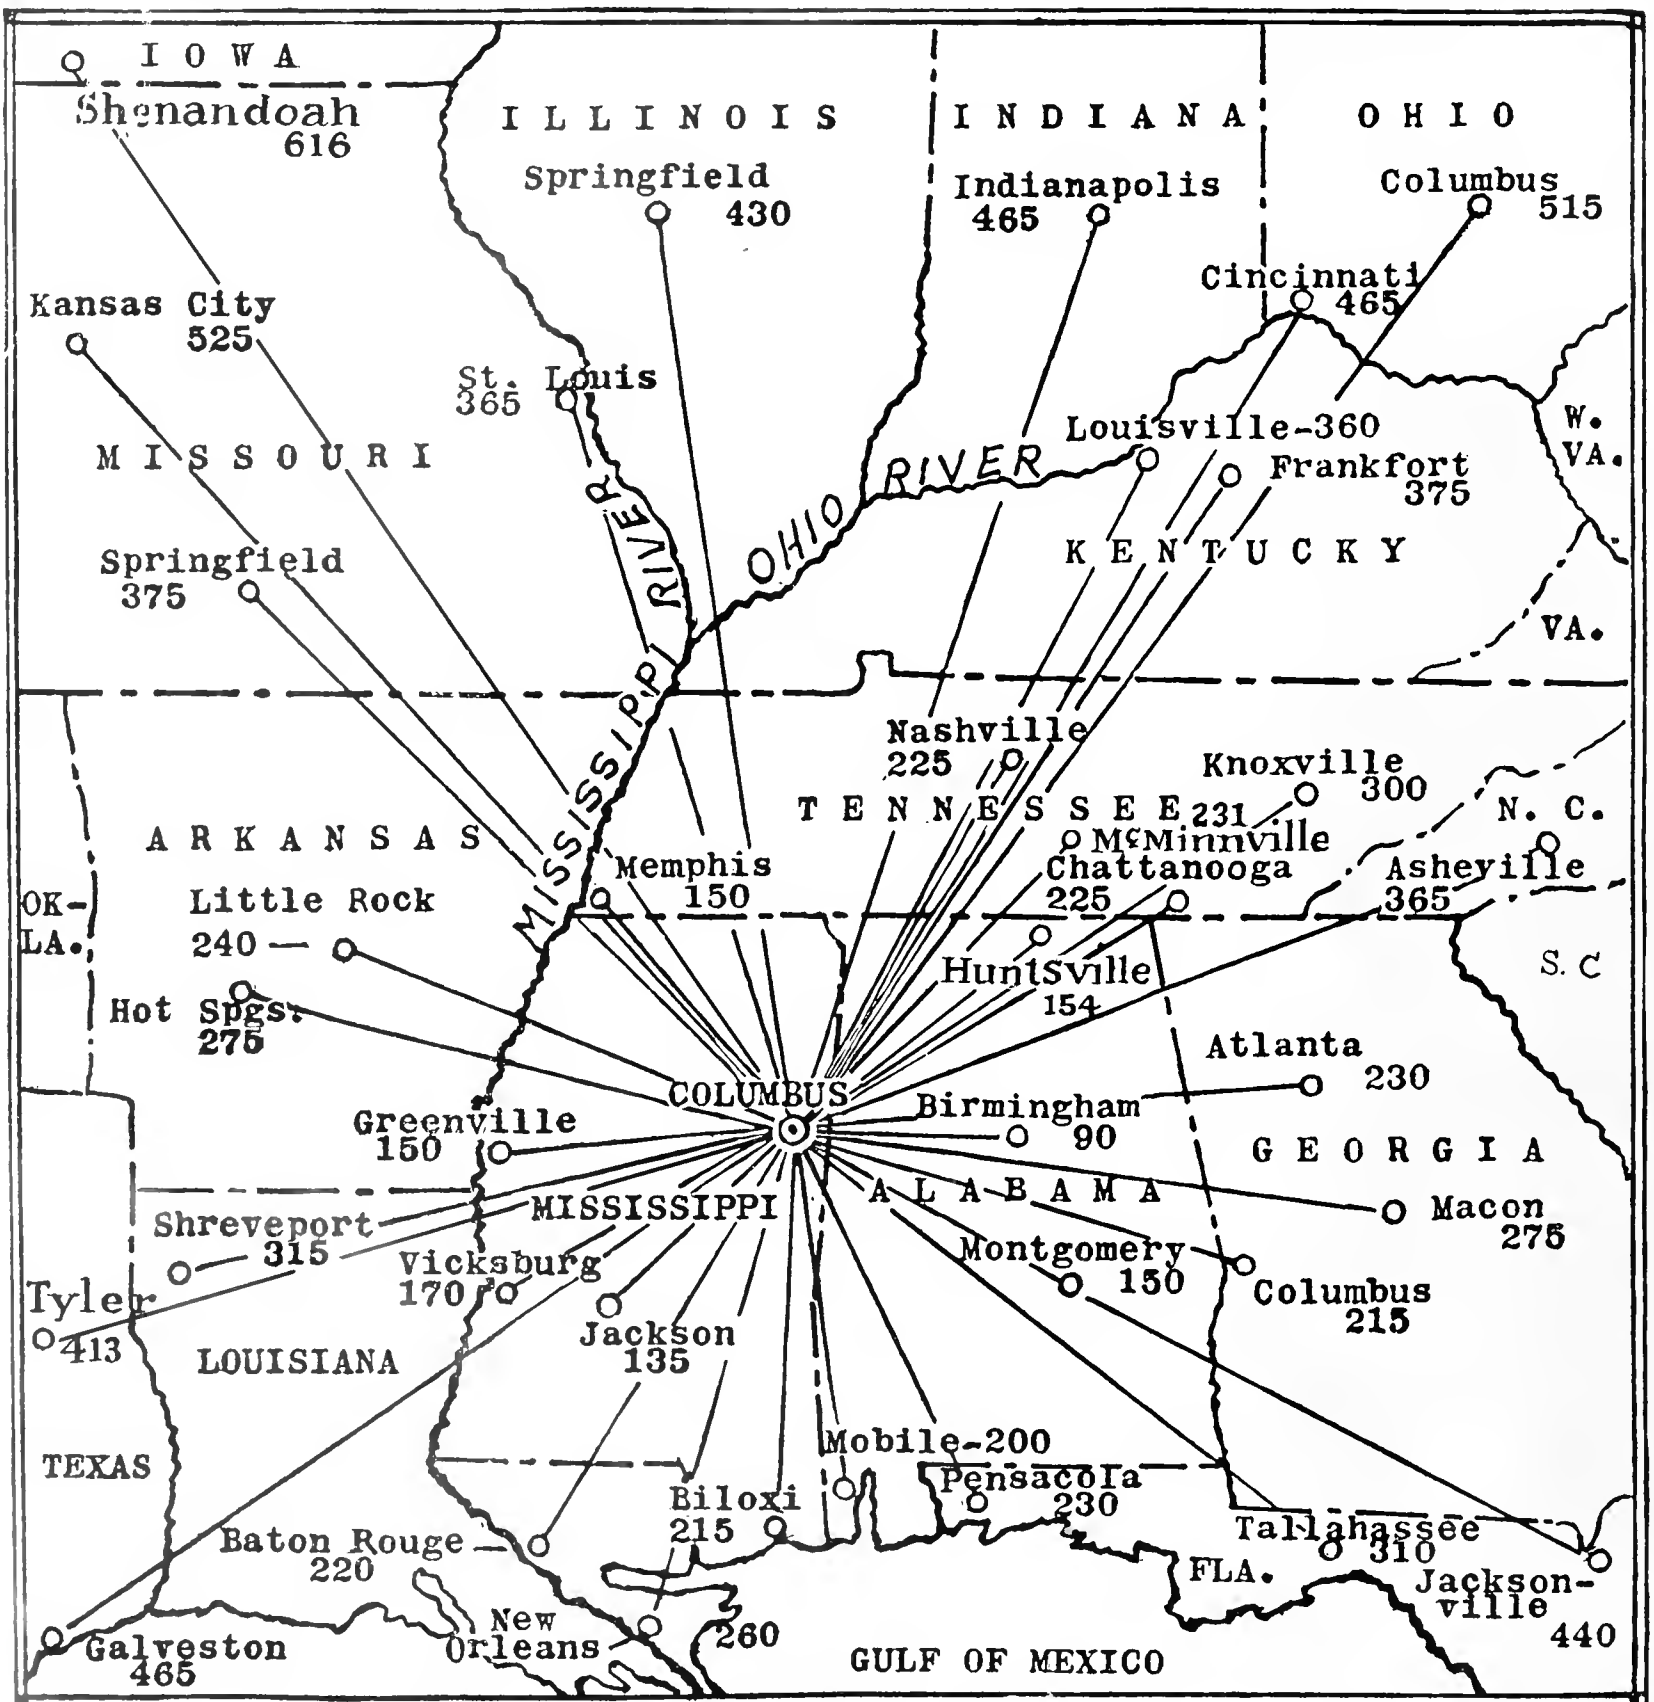 IOWA
Shenandoah
616
ILLINOIS
Springfield
430
INDIANA
Indianapolis
465
OHIO
Columbus
515
Cincinnati
465
Kansas City
525
St. Louis
365
MISSOURI
Springfield
375
MISSISSIPPI RIVER
OHIO RIVER
Louisville-360
Frankfort
375
W.
VA.
KENTUCKY
VA.
Nashville
225
Knoxville
300
TENNESSEE
231
McMinnville
Chattanooga
225
N. C.
Asheville
365
ARKANSAS
Memphis
150
OK-
LA.
Little Rock
240
Hot Spgs.
275
Huntsville
154
S. C
Atlanta
230
COLUMBUS
Birmingham
90
Greenville
150
GEORGIA
MISSISSIPPI
ALABAMA
Macon
275
Shreveport
315
Vicksburg
170
Montgomery
150
Columbus
215
Tyler
413
Jackson
135
LOUISIANA
TEXAS
Mobile-200
Pensacola
230
Biloxi
215
Baton Rouge
220
Tallahassee
310
FLA.
Jackson-
ville
440
New
Orleans
260
Galveston
465
GULF OF MEXICO